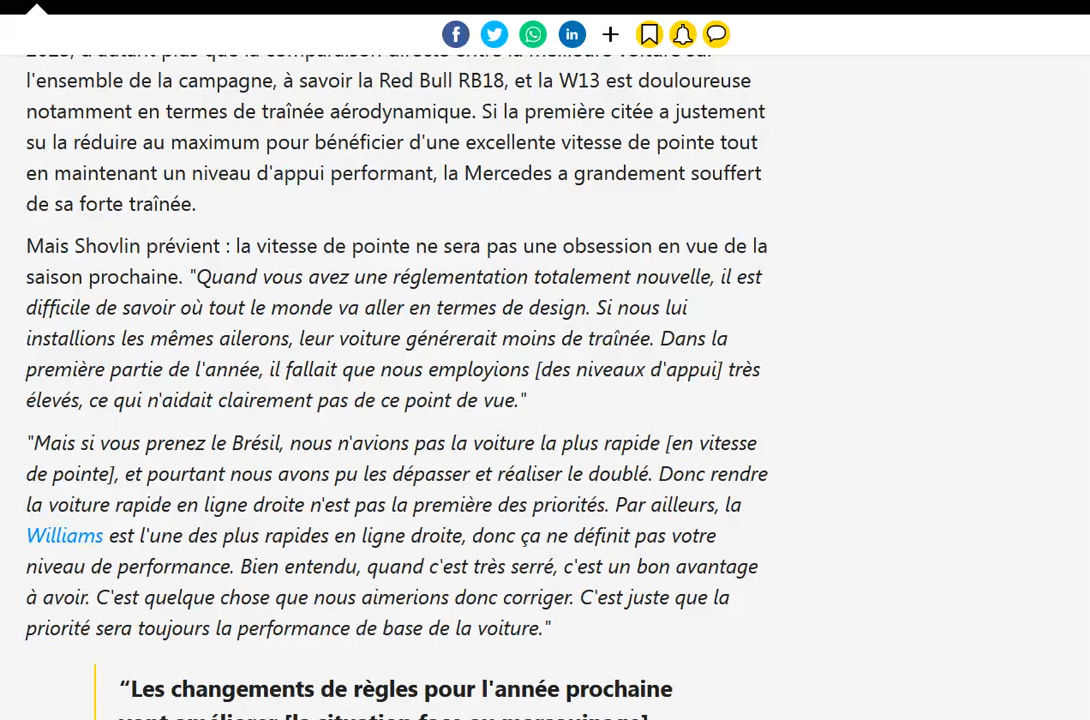 l'ensemble de la campagne, à savoir la Red Bull RB18, et la W13 est douloureuse
notamment en termes de traînée aérodynamique. Si la première citée a justement
su la réduire au maximum pour bénéficier d'une excellente vitesse de pointe tout
en maintenant un niveau d'appui performant, la Mercedes a grandement souffert
de sa forte traînée.
Mais Shovlin prévient : la vitesse de pointe ne sera pas une obsession en vue de la
saison prochaine. "Quand vous avez une réglementation totalement nouvelle, il est
difficile de savoir où tout le monde va aller en termes de design. Si nous lui
installions les mêmes ailerons, leur voiture générerait moins de traînée. Dans la
première partie de l'année, il fallait que nous employions [des niveaux d'appui] très
élevés, ce qui n'aidait clairement pas de ce point de vue."
"Mais si vous prenez le Brésil, nous n'avions pas la voiture la plus rapide [en vitesse
de pointe], et pourtant nous avons pu les dépasser et réaliser le doublé. Donc rendre
la voiture rapide en ligne droite n'est pas la première des priorités. Par ailleurs, la
Williams est l'une des plus rapides en ligne droite, donc ça ne définit pas votre
niveau de performance. Bien entendu, quand c'est très serré, c'est un bon avantage
à avoir. C'est quelque chose que nous aimerions donc corriger. C'est juste que la
priorité sera toujours la performance de base de la voiture."
“Les changements de règles pour l'année prochaine